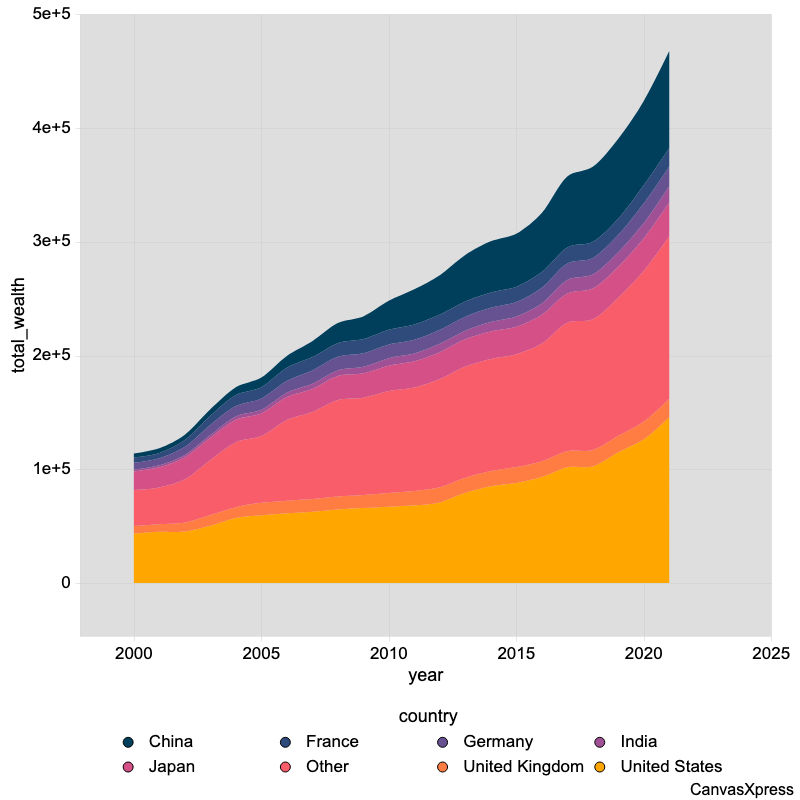 5e+5
4e+5
3e+5
2e+5
1e+5
0
total_wealth
2000 2005 2010 2015 2020 2025
year
country
China France Germany India
Japan Other United Kingdom United States
CanvasXpress